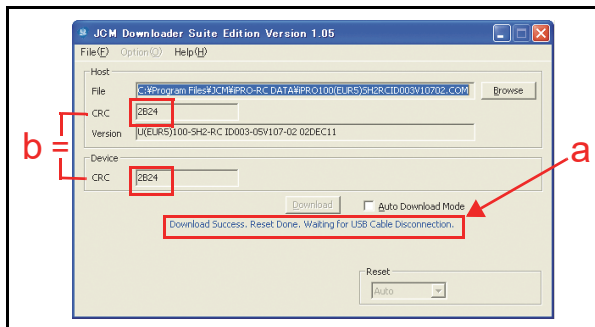 JCM Downloader Suite Edition Version 1.05
File(F) Option(O) Help(H)
Host
File C:¥Program Files¥JCM¥iPRO-RC DATA¥iPRO100(EUR5)SH2RCID003V10702.COM Browse
CRC 2B24
Version U(EUR5)100-SH2-RC ID003-05V107-02 02DEC11
b =
a
Device
CRC 2B24
Download Auto Download Mode
Download Success. Reset Done. Waiting for USB Cable Disconnection.
Reset
Auto